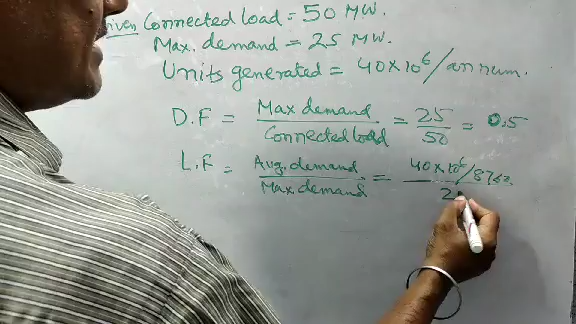 Given Connected Load = 50 MW.
Max. demand = 25 MW.
Units generated = 40×10⁶/annum.
D.F = Max demand / Connected load = 25/50 = 0.5
L.F = Avg. demand / Max demand = 40×10⁶/8760 / 2